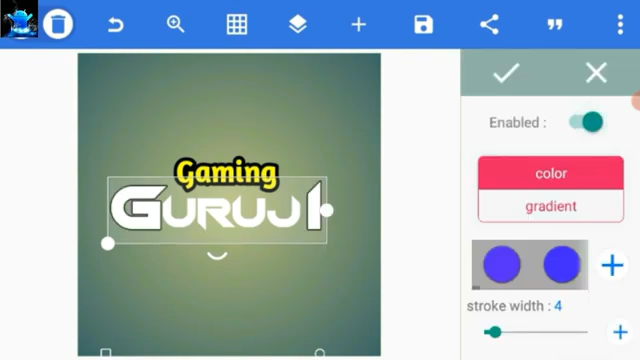 Enabled :
color
gradient
Gaming
GURUJI
stroke width : 4